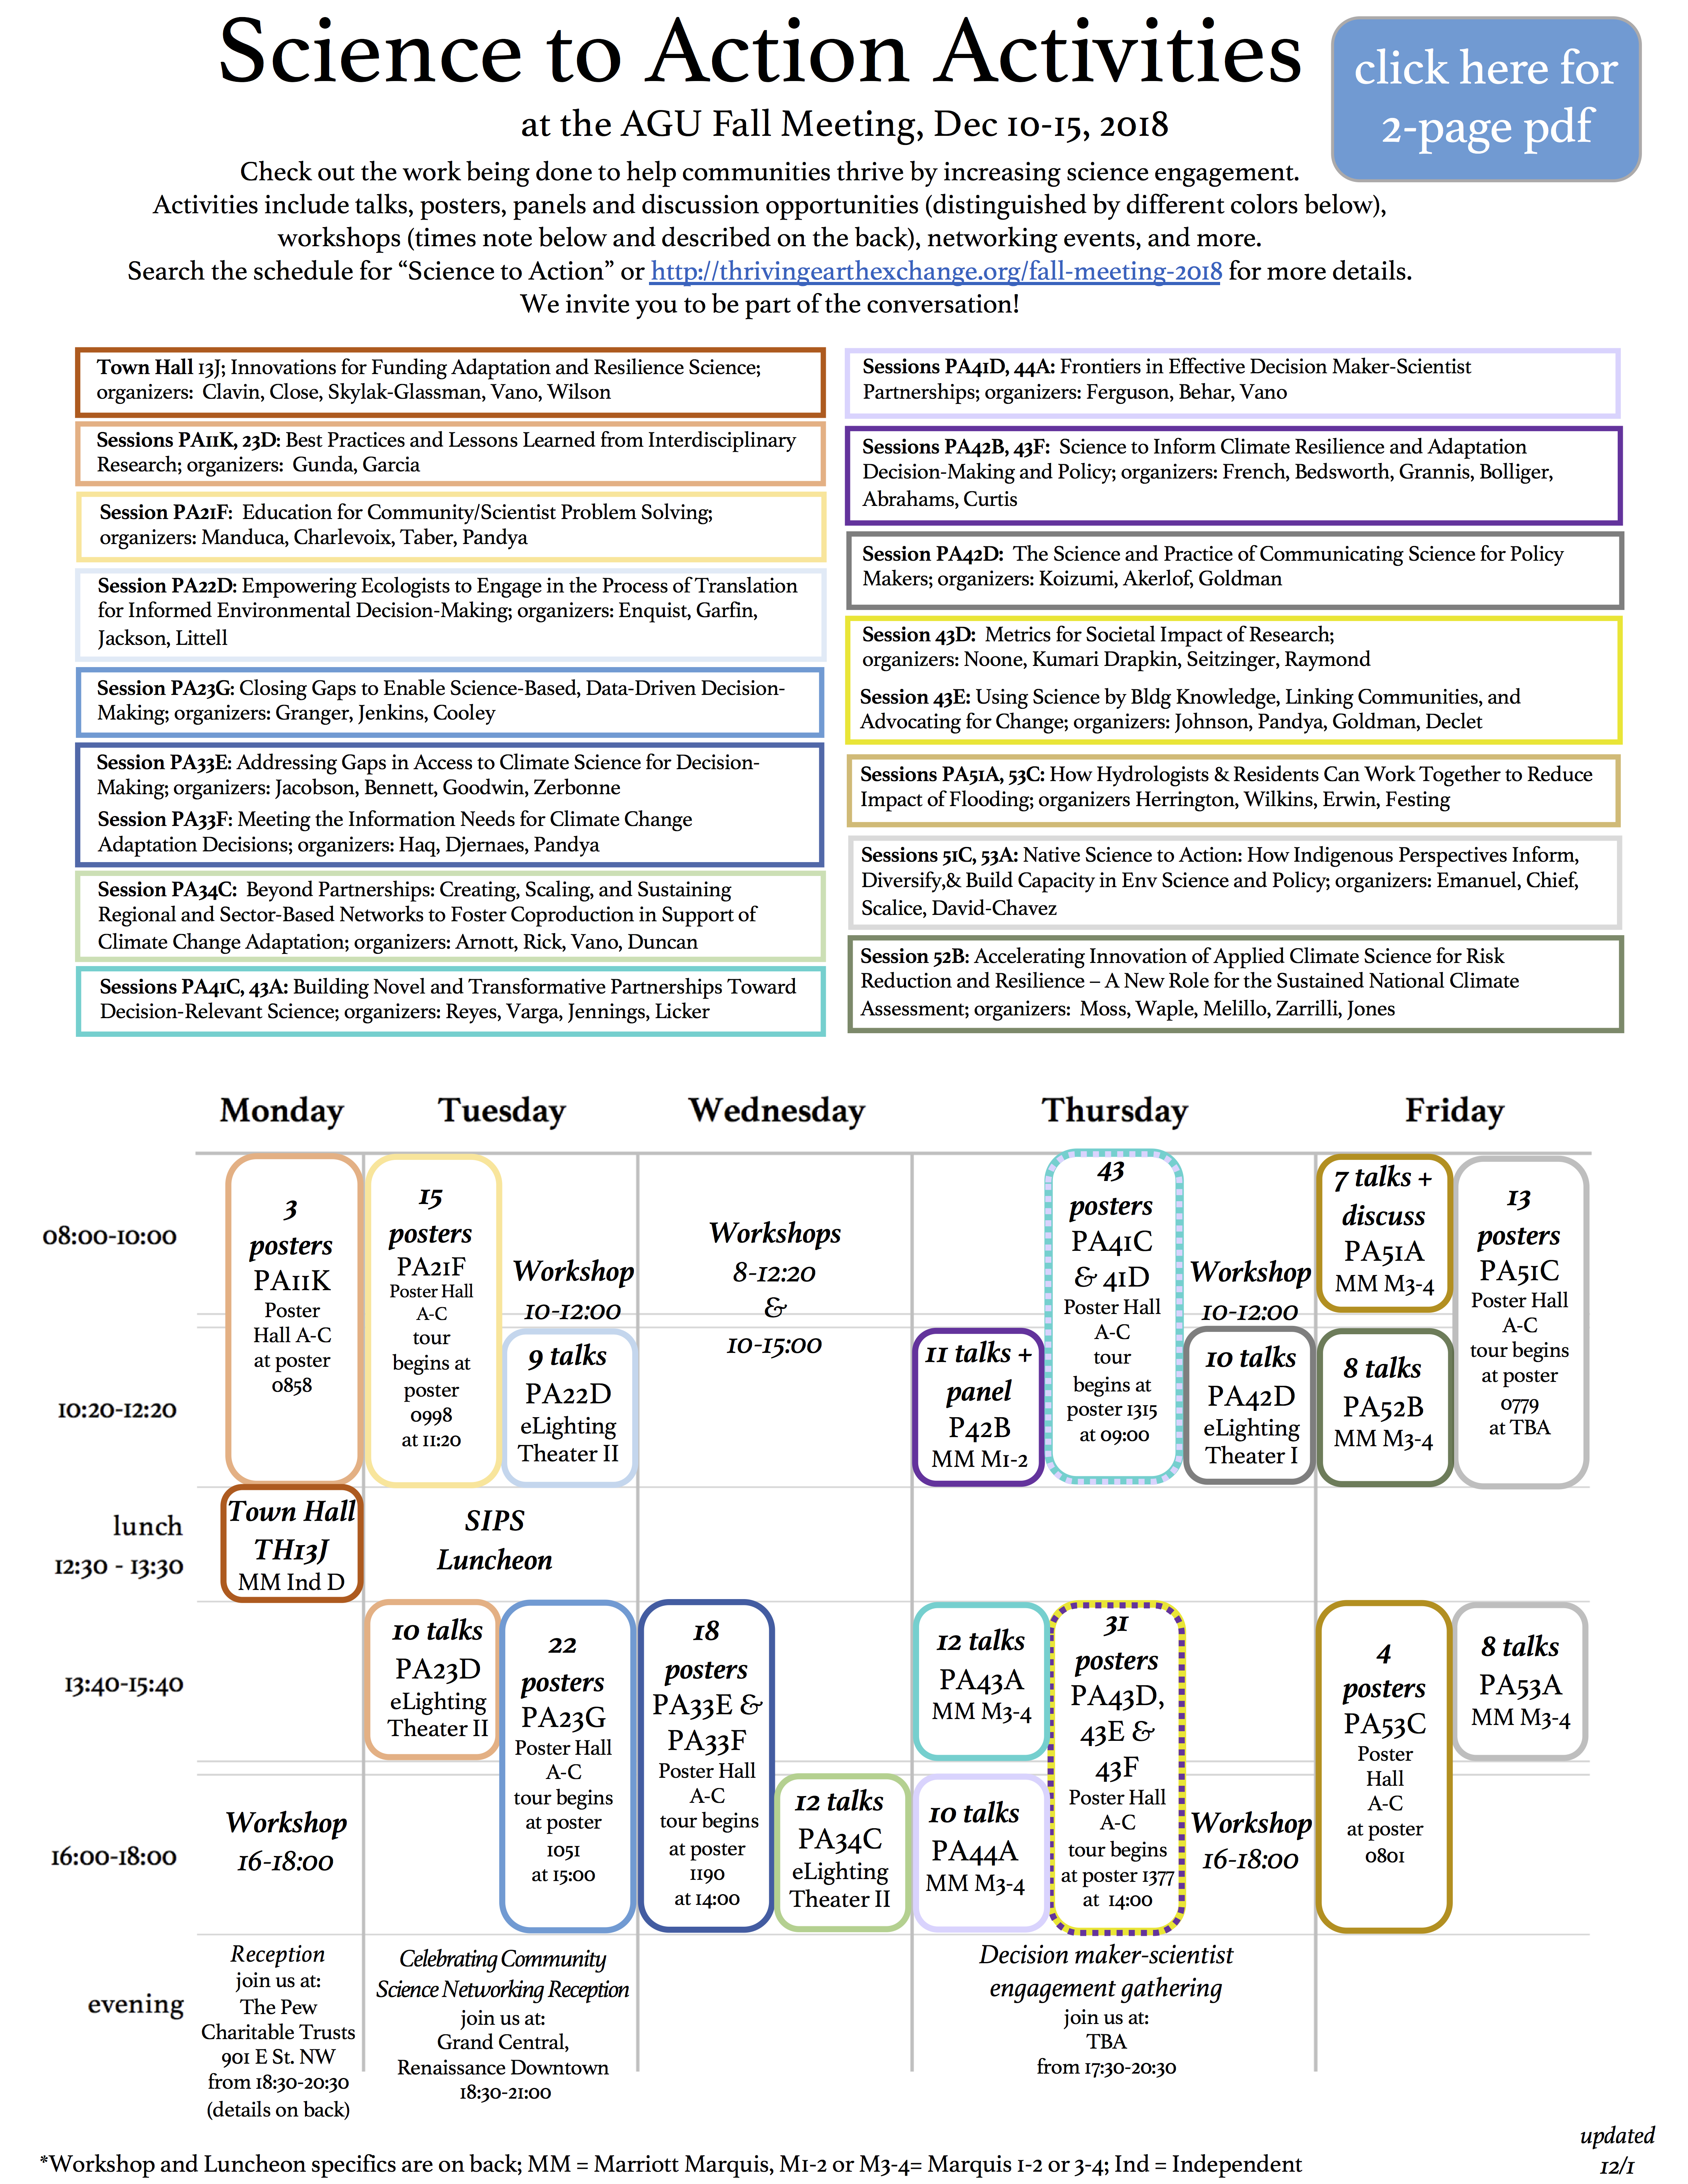 Science to Action Activities
click here for
2-page pdf
at the AGU Fall Meeting, Dec 10-15, 2018
Check out the work being done to help communities thrive by increasing science engagement.
Activities include talks, posters, panels and discussion opportunities (distinguished by different colors below),
workshops (times note below and described on the back), networking events, and more.
Search the schedule for “Science to Action” or http://thrivingearthexchange.org/fall-meeting-2018 for more details.
We invite you to be part of the conversation!
Town Hall 13J; Innovations for Funding Adaptation and Resilience Science;
organizers: Clavin, Close, Skylak-Glassman, Vano, Wilson
Sessions PA11K, 23D: Best Practices and Lessons Learned from Interdisciplinary
Research; organizers: Gunda, Garcia
Session PA21F: Education for Community/Scientist Problem Solving;
organizers: Manduca, Charlevoix, Taber, Pandya
Session PA22D: Empowering Ecologists to Engage in the Process of Translation
for Informed Environmental Decision-Making; organizers: Enquist, Garfin,
Jackson, Littell
Session PA23G: Closing Gaps to Enable Science-Based, Data-Driven Decision-
Making; organizers: Granger, Jenkins, Cooley
Session PA33E: Addressing Gaps in Access to Climate Science for Decision-
Making; organizers: Jacobson, Bennett, Goodwin, Zerbonne
Session PA33F: Meeting the Information Needs for Climate Change
Adaptation Decisions; organizers: Haq, Djernaes, Pandya
Session PA34C: Beyond Partnerships: Creating, Scaling, and Sustaining
Regional and Sector-Based Networks to Foster Coproduction in Support of
Climate Change Adaptation; organizers: Arnott, Rick, Vano, Duncan
Sessions PA41C, 43A: Building Novel and Transformative Partnerships Toward
Decision-Relevant Science; organizers: Reyes, Varga, Jennings, Licker
Sessions PA41D, 44A: Frontiers in Effective Decision Maker-Scientist
Partnerships; organizers: Ferguson, Behar, Vano
Sessions PA42B, 43F: Science to Inform Climate Resilience and Adaptation
Decision-Making and Policy; organizers: French, Bedsworth, Grannis, Bolliger,
Abrahams, Curtis
Session PA42D: The Science and Practice of Communicating Science for Policy
Makers; organizers: Koizumi, Akerlof, Goldman
Session 43D: Metrics for Societal Impact of Research;
organizers: Noone, Kumari Drapkin, Seitzinger, Raymond
Session 43E: Using Science by Bldg Knowledge, Linking Communities, and
Advocating for Change; organizers: Johnson, Pandya, Goldman, Declet
Sessions PA51A, 53C: How Hydrologists & Residents Can Work Together to Reduce
Impact of Flooding; organizers Herrington, Wilkins, Erwin, Festing
Sessions 51C, 53A: Native Science to Action: How Indigenous Perspectives Inform,
Diversify,& Build Capacity in Env Science and Policy; organizers: Emanuel, Chief,
Scalice, David-Chavez
Session 52B: Accelerating Innovation of Applied Climate Science for Risk
Reduction and Resilience – A New Role for the Sustained National Climate
Assessment; organizers: Moss, Waple, Melillo, Zarrilli, Jones
Monday
Tuesday
Wednesday
Thursday
Friday
08:00-10:00
10:20-12:20
3
posters
PA11K
Poster
Hall A-C
at poster
0858
15
posters
PA21F
Poster Hall
A-C
tour
begins at
poster
0998
at 11:20
Workshop
10-12:00
9 talks
PA22D
eLighting
Theater II
Workshops
8-12:20
&
10-15:00
11 talks +
panel
P42B
MM M1-2
43
posters
PA41C
& 41D
Poster Hall
A-C
tour
begins at
poster 1315
at 09:00
Workshop
10-12:00
10 talks
PA42D
eLighting
Theater I
7 talks +
discuss
PA51A
MM M3-4
8 talks
PA52B
MM M3-4
13
posters
PA51C
Poster Hall
A-C
tour begins
at poster
0779
at TBA
lunch
12:30 - 13:30
Town Hall
TH13J
MM Ind D
SIPS
Luncheon
13:40-15:40
16:00-18:00
Workshop
16-18:00
10 talks
PA23D
eLighting
Theater II
22
posters
PA23G
Poster Hall
A-C
tour begins
at poster
1051
at 15:00
18
posters
PA33E &
PA33F
Poster Hall
A-C
tour begins
at poster
1190
at 14:00
12 talks
PA34C
eLighting
Theater II
12 talks
PA43A
MM M3-4
10 talks
PA44A
MM M3-4
31
posters
PA43D,
43E &
43F
Poster Hall
A-C
tour begins
at poster 1377
at 14:00
Workshop
16-18:00
4
posters
PA53C
Poster
Hall
A-C
at poster
0801
8 talks
PA53A
MM M3-4
evening
Reception
join us at:
The Pew
Charitable Trusts
901 E St. NW
from 18:30-20:30
(details on back)
Celebrating Community
Science Networking Reception
join us at:
Grand Central,
Renaissance Downtown
18:30-21:00
Decision maker-scientist
engagement gathering
join us at:
TBA
from 17:30-20:30
*Workshop and Luncheon specifics are on back; MM = Marriott Marquis, M1-2 or M3-4= Marquis 1-2 or 3-4; Ind = Independent
updated
12/1